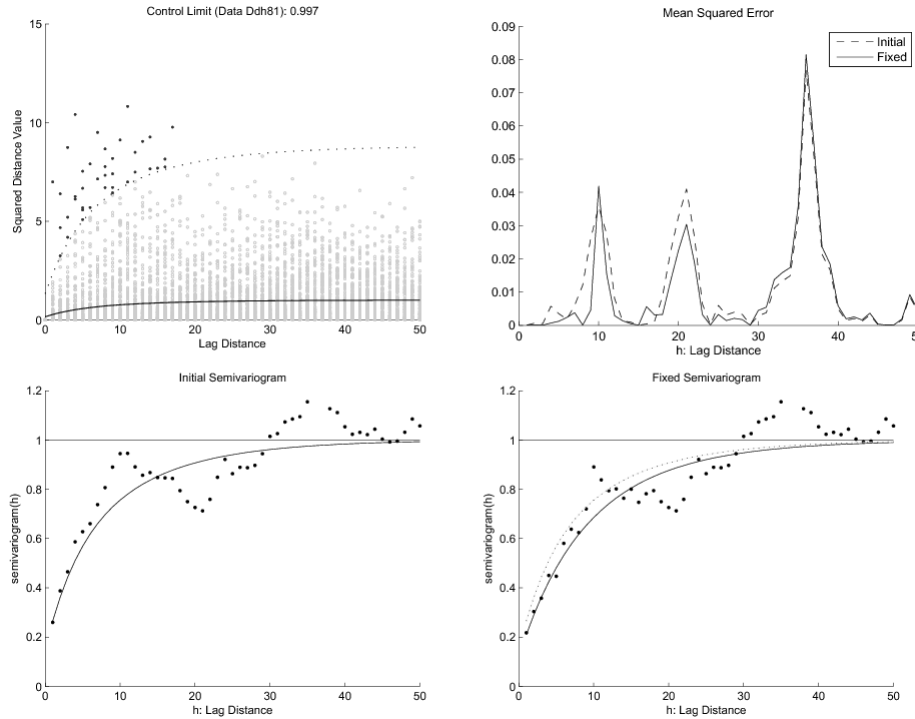 Control Limit (Data Ddh81): 0.997
15
10
5
0
Squared Distance Value
0 10 20 30 40 50
Lag Distance
Mean Squared Error
Initial
Fixed
0.09
0.08
0.07
0.06
0.05
0.04
0.03
0.02
0.01
0
0 10 20 30 40 50
h: Lag Distance
Initial Semivariogram
1.2
1
0.8
0.6
0.4
0.2
0
semivariogram(h)
0 10 20 30 40 50
h: Lag Distance
Fixed Semivariogram
1.2
1
0.8
0.6
0.4
0.2
0
semivariogram(h)
0 10 20 30 40 50
h: Lag Distance